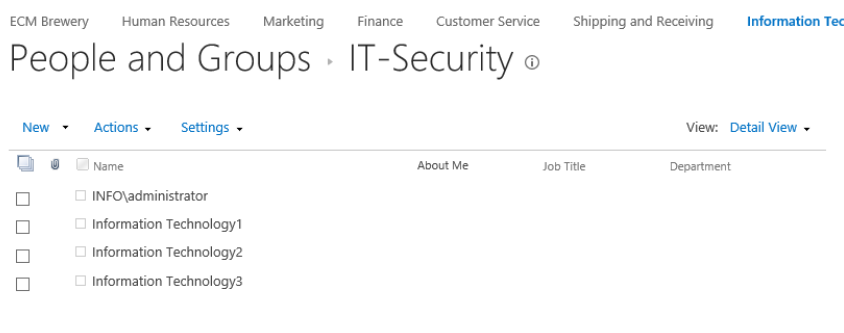 ECM Brewery Human Resources Marketing Finance Customer Service Shipping and Receiving Information Tec
People and Groups IT-Security
New Actions Settings View: Detail View
Name About Me Job Title Department
INFO\administrator
Information Technology1
Information Technology2
Information Technology3